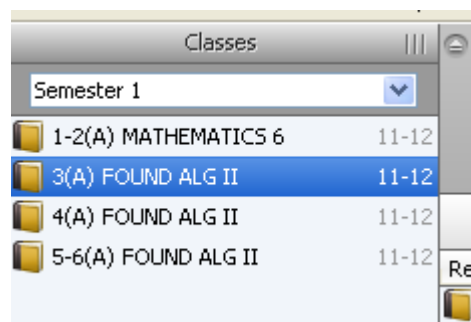 Classes
Semester 1
1-2(A) MATHEMATICS 6 11-12
3(A) FOUND ALG II 11-12
4(A) FOUND ALG II 11-12
5-6(A) FOUND ALG II 11-12
Re